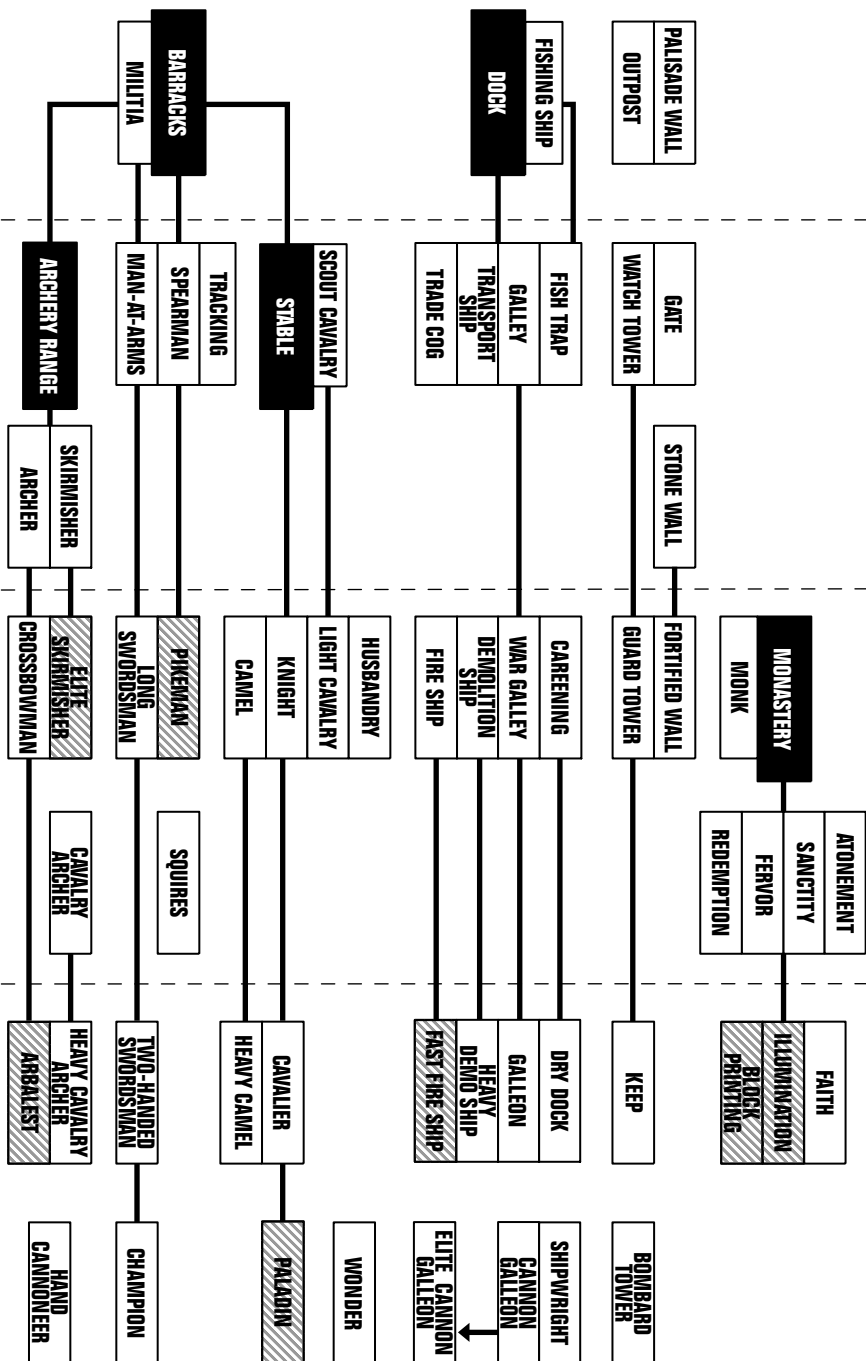 ATONEMENT
SANCTITY
FERVOR
REDEMPTION
FAITH
ILLUMINATION
BLOCK
PRINTING
MONASTERY
MONK
PALISADE WALL
OUTPOST
GATE
WATCH TOWER
STONE WALL
FORTIFIED WALL
GUARD TOWER
KEEP
BOMBARD
TOWER
FISHING SHIP
DOCK
FISH TRAP
GALLEY
TRANSPORT
SHIP
TRADE COG
CAREENING
WAR GALLEY
DEMOLITION
SHIP
FIRE SHIP
DRY DOCK
GALLEON
HEAVY
DEMO SHIP
FAST FIRE SHIP
SHIPWRIGHT
CANNON
GALLEON
ELITE CANNON
GALLEON
WONDER
SCOUT CAVALRY
STABLE
HUSBANDRY
LIGHT CAVALRY
KNIGHT
CAMEL
CAVALIER
HEAVY CAMEL
PALADIN
BARRACKS
MILITIA
TRACKING
SPEARMAN
MAN-AT-ARMS
PIKEMAN
LONG
SWORDSMAN
SQUIRES
TWO-HANDED
SWORDSMAN
CHAMPION
ARCHERY RANGE
SKIRMISHER
ARCHER
ELITE
SKIRMISHER
CROSSBOWMAN
CAVALRY
ARCHER
HEAVY CAVALRY
ARCHER
ARBALEST
HAND
CANNONEER